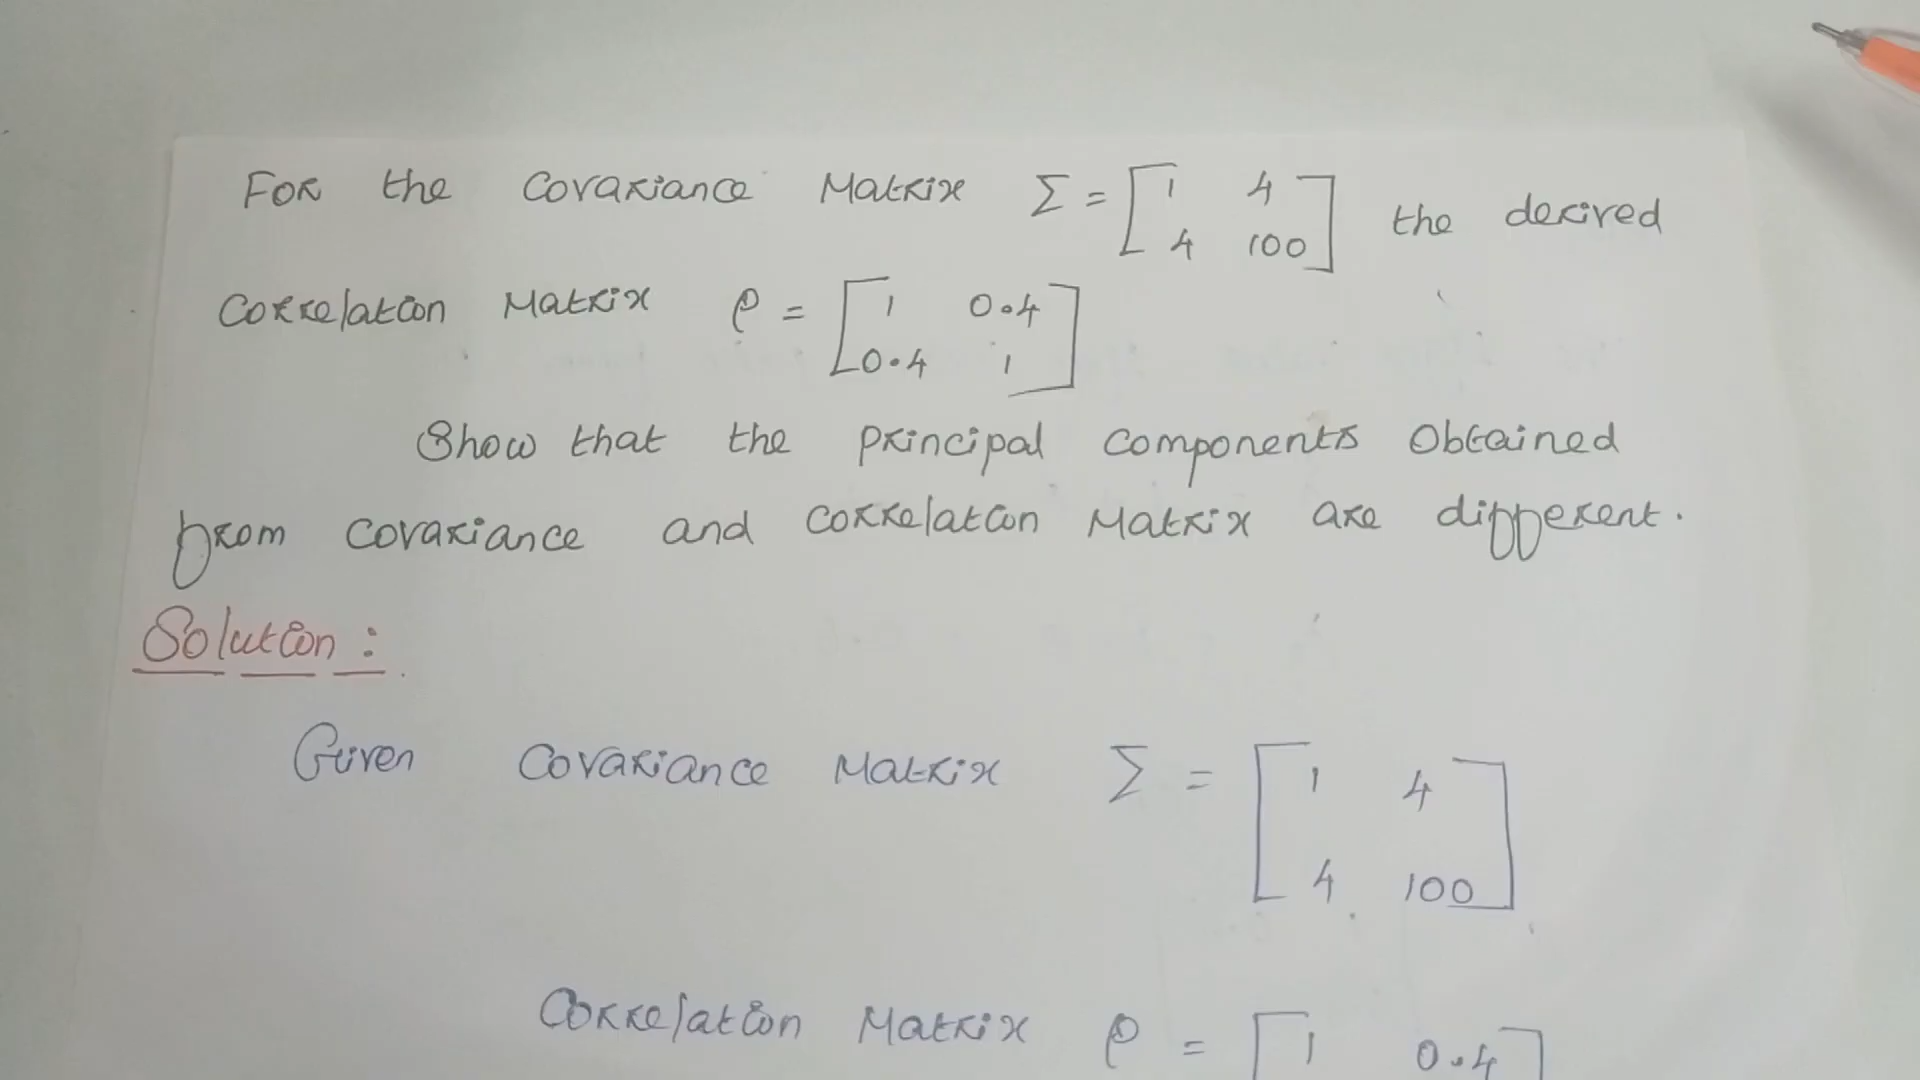 For the covariance Matrix Σ = [1 4
4 100] the derived
correlation Matrix ρ = [1 0.4
0.4 1]
Show that the principal components obtained
from covariance and correlation Matrix are different.
Solution :
Given covariance Matrix Σ = [1 4
4 100]
Correlation Matrix ρ = [1 0.4]